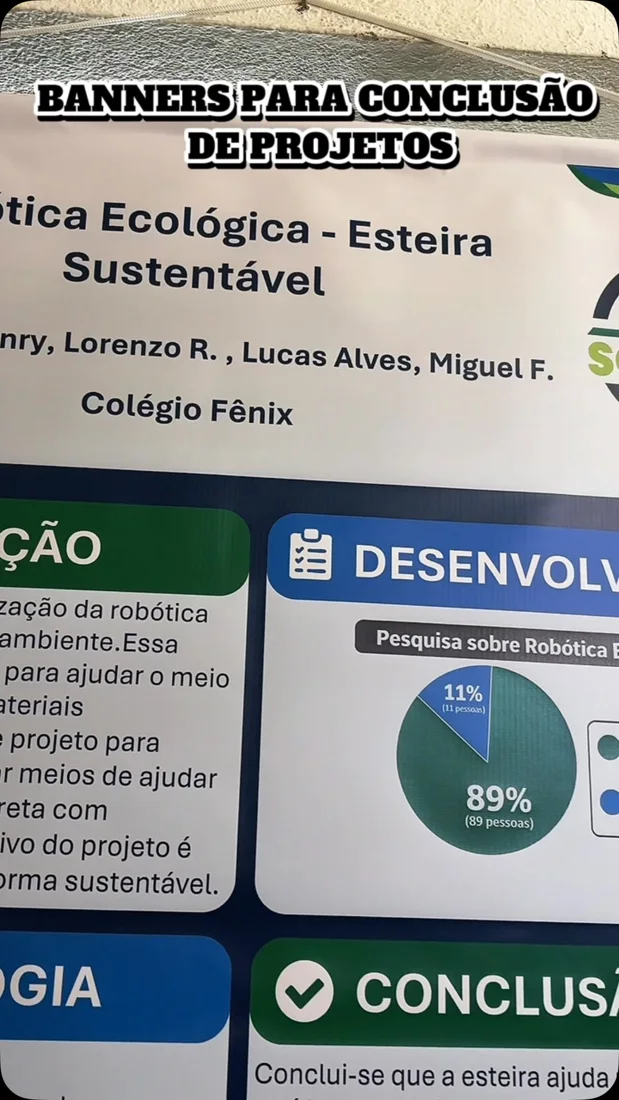 BANNERS PARA CONCLUSÃO
DE PROJETOS
ótica Ecológica - Esteira
Sustentável
nry, Lorenzo R. , Lucas Alves, Miguel F.
Colégio Fênix
ÇÃO
zação da robótica
ambiente.Essa
para ajudar o meio
ateriais
e projeto para
ar meios de ajudar
reta com
ivo do projeto é
orma sustentável.
DESENVOLV
Pesquisa sobre Robótica E
11%
(11 pessoas)
89%
(89 pessoas)
OGIA
CONCLUSÃ
Conclui-se que a esteira ajuda